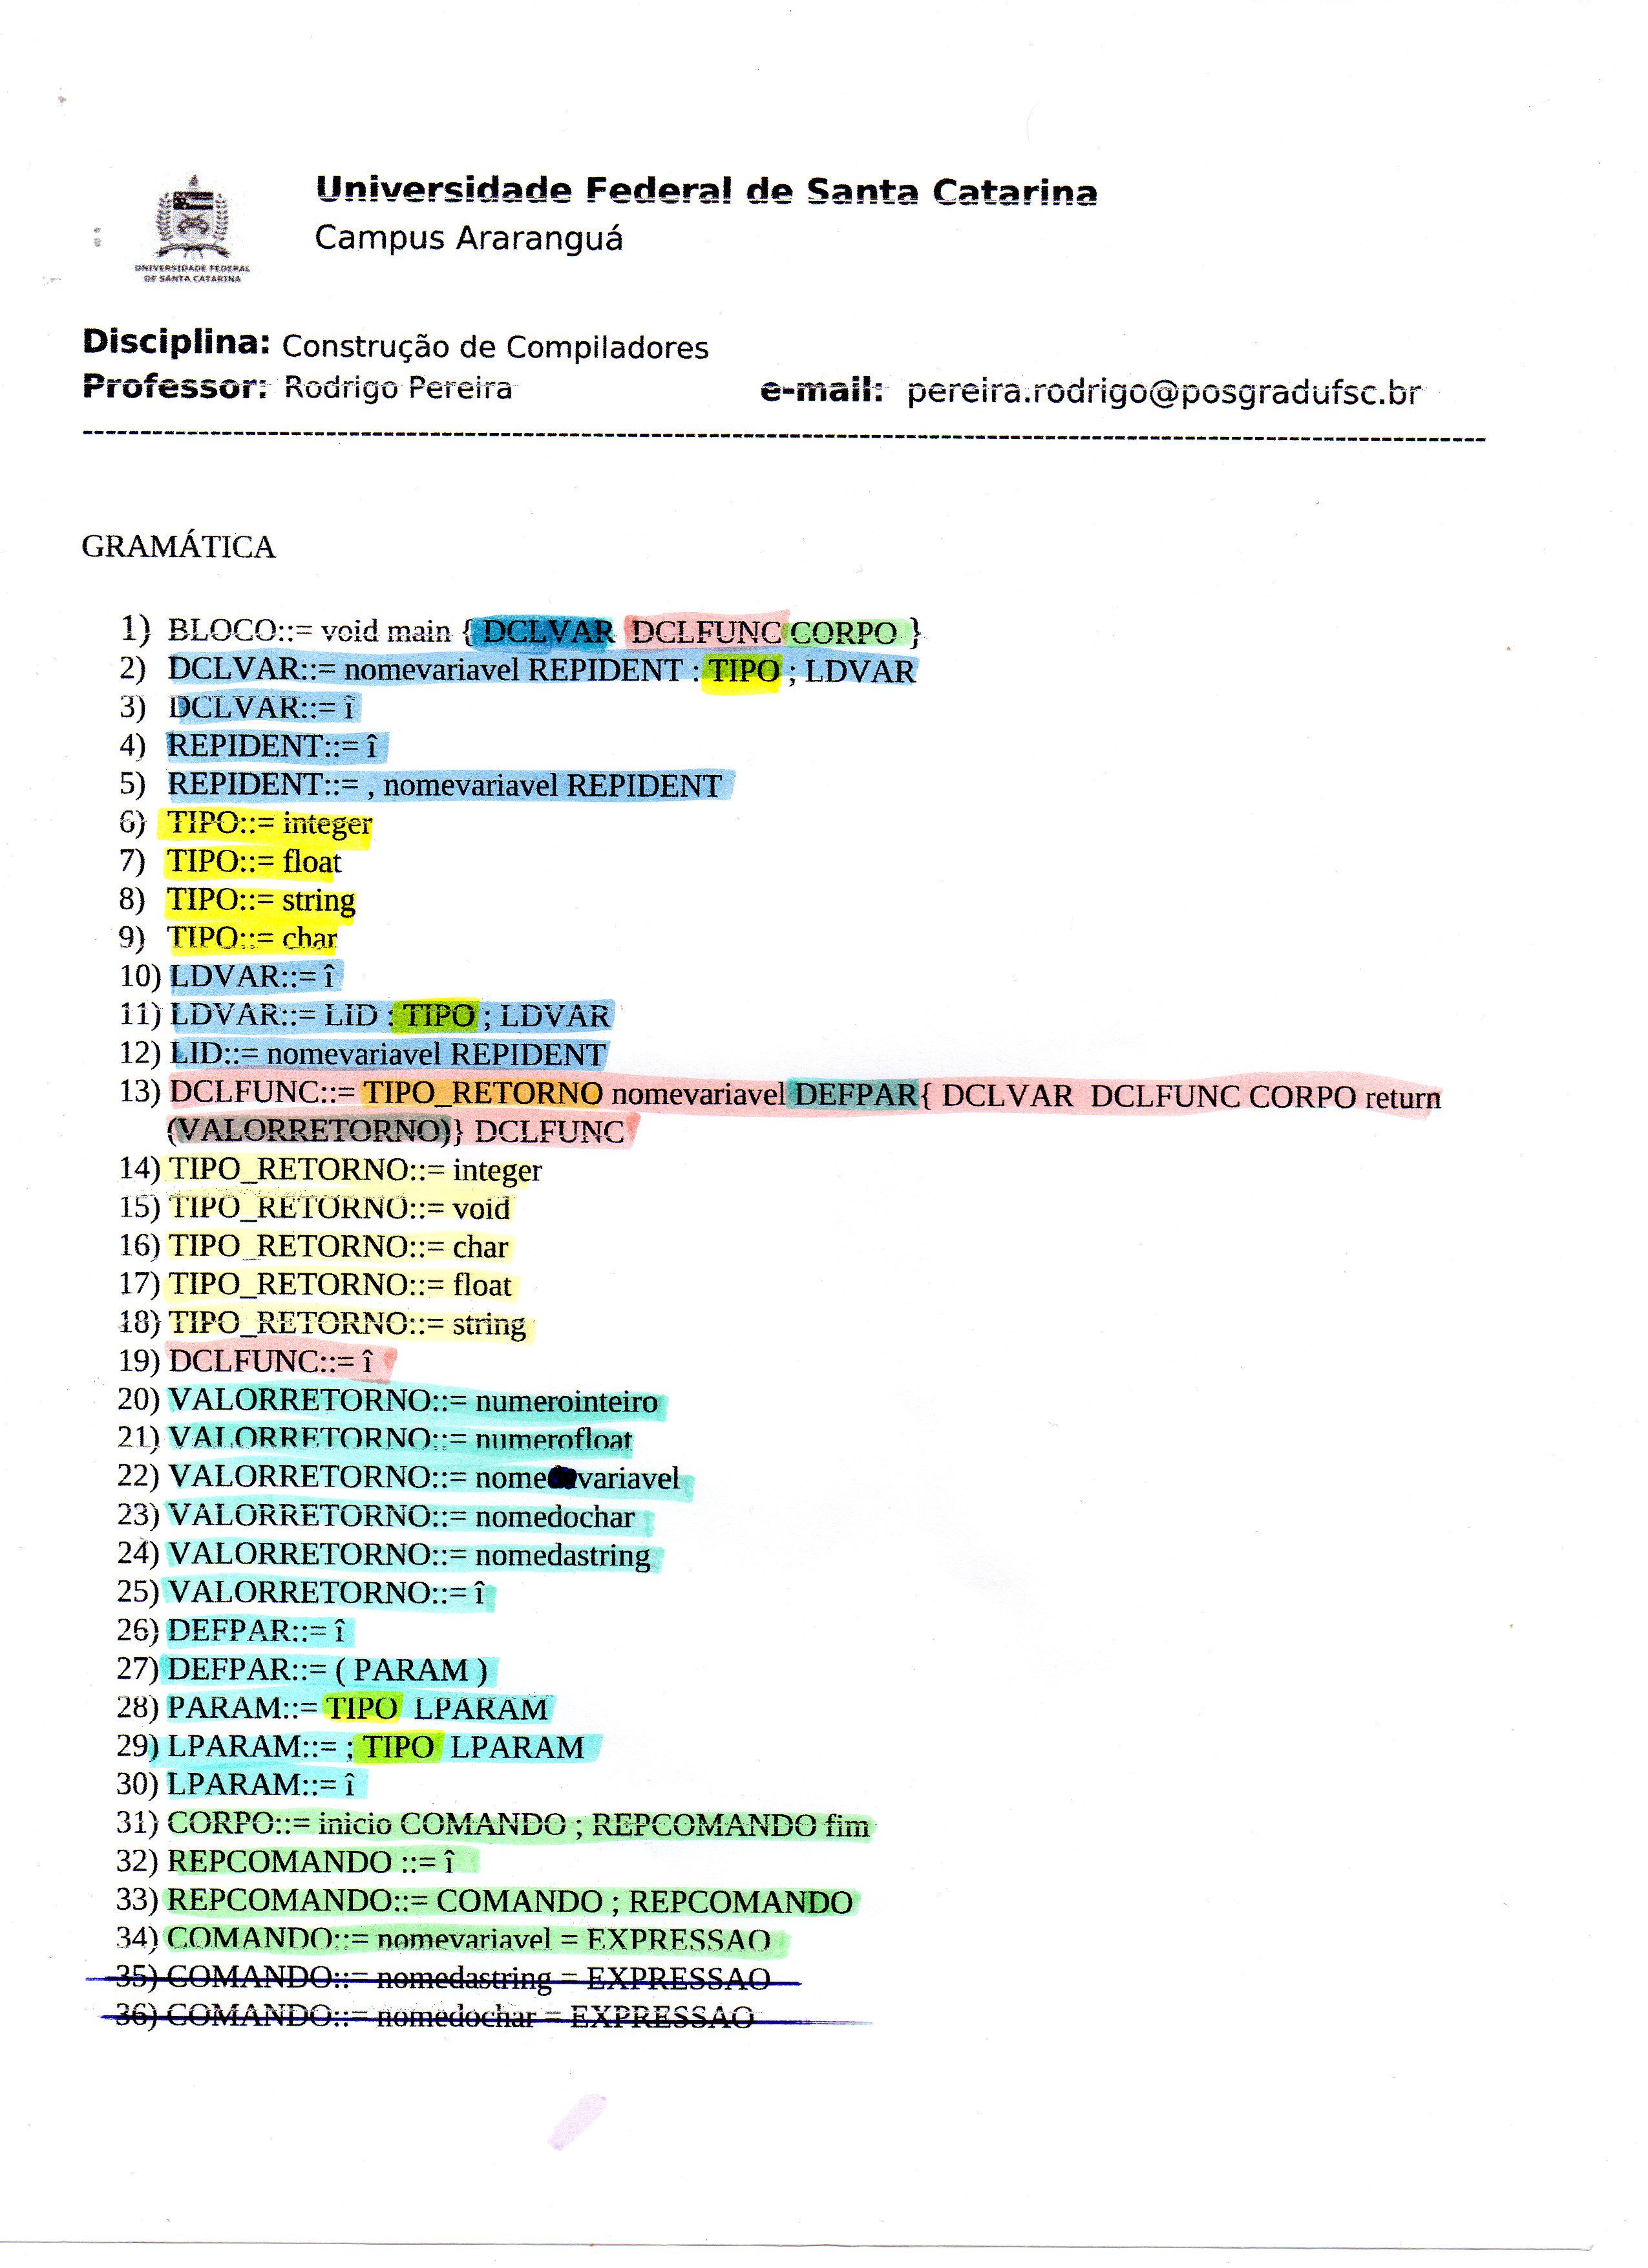 Universidade Federal de Santa Catarina
Campus Araranguá
UNIVERSIDADE FEDERAL
DE SANTA CATARINA
Disciplina: Construção de Compiladores
Professor: Rodrigo Pereira e-mail: pereira.rodrigo@posgradufsc.br
GRAMÁTICA
1) BLOCO::= void main { DCLVAR DCLFUNC CORPO }
2) DCLVAR::= nomevariavel REPIDENT : TIPO ; LDVAR
3) DCLVAR::= î
4) REPIDENT::= î
5) REPIDENT::= , nomevariavel REPIDENT
6) TIPO::= integer
7) TIPO::= float
8) TIPO::= string
9) TIPO::= char
10) LDVAR::= î
11) LDVAR::= LID : TIPO ; LDVAR
12) LID::= nomevariavel REPIDENT
13) DCLFUNC::= TIPO_RETORNO nomevariavel DEFPAR{ DCLVAR DCLFUNC CORPO return
(VALORRETORNO)} DCLFUNC
14) TIPO_RETORNO::= integer
15) TIPO_RETORNO::= void
16) TIPO_RETORNO::= char
17) TIPO_RETORNO::= float
18) TIPO_RETORNO::= string
19) DCLFUNC::= î
20) VALORRETORNO::= numerointeiro
21) VALORRETORNO::= numerofloat
22) VALORRETORNO::= nomevariavel
23) VALORRETORNO::= nomedochar
24) VALORRETORNO::= nomedastring
25) VALORRETORNO::= î
26) DEFPAR::= î
27) DEFPAR::= ( PARAM )
28) PARAM::= TIPO LPARAM
29) LPARAM::= ; TIPO LPARAM
30) LPARAM::= î
31) CORPO::= inicio COMANDO ; REPCOMANDO fim
32) REPCOMANDO ::= î
33) REPCOMANDO::= COMANDO ; REPCOMANDO
34) COMANDO::= nomevariavel = EXPRESSAO
35) COMANDO::= nomedastring = EXPRESSAO
36) COMANDO::= nomedochar = EXPRESSAO